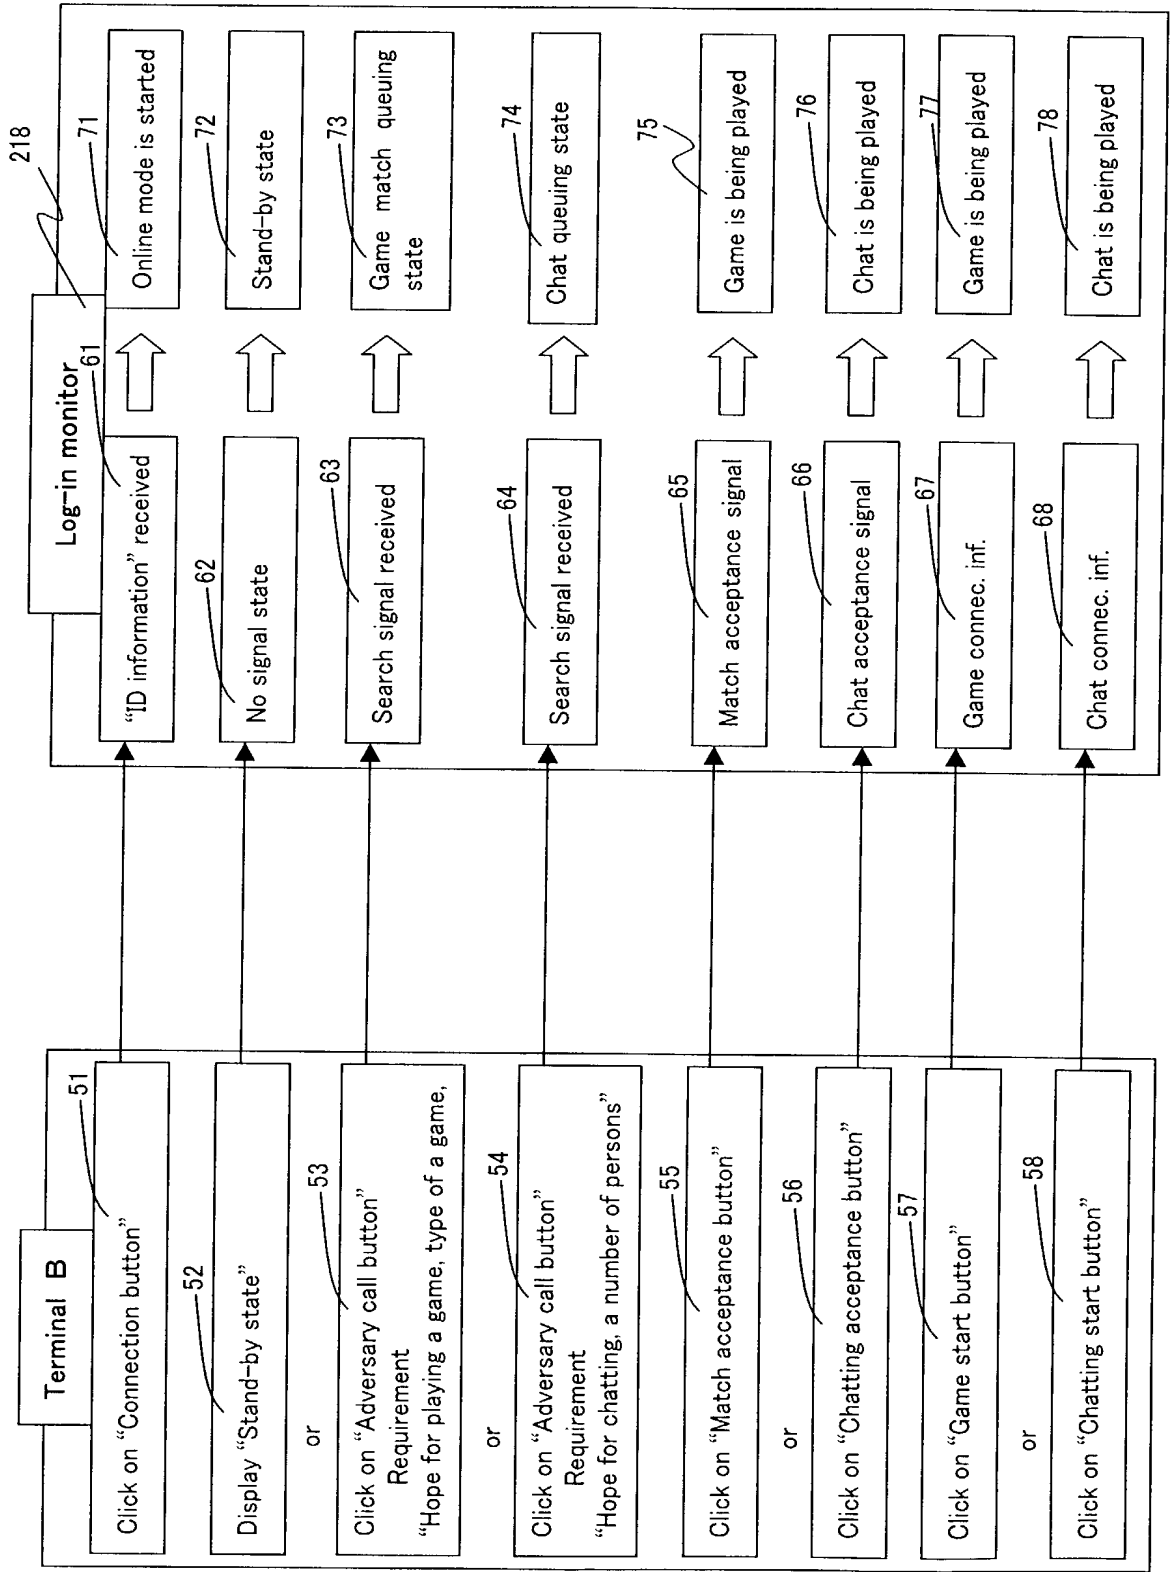 Terminal B
Click on “Connection button”
51
Display “Stand-by state”
52
or
Click on “Adversary call button”
53
Requirement
“Hope for playing a game, type of a game,
or
Click on “Adversary call button”
54
Requirement
“Hope for chatting, a number of persons”
Click on “Match acceptance button”
55
or
Click on “Chatting acceptance button”
56
Click on “Game start button”
57
or
Click on “Chatting start button”
58
Log-in monitor
218
“ID information” received
61
Online mode is started
71
No signal state
62
Stand-by state
72
Search signal received
63
Game match queuing
state
73
Search signal received
64
Chat queuing state
74
Match acceptance signal
65
Game is being played
75
Chat acceptance signal
66
Chat is being played
76
Game connec. inf.
67
Game is being played
77
Chat connec. inf.
68
Chat is being played
78